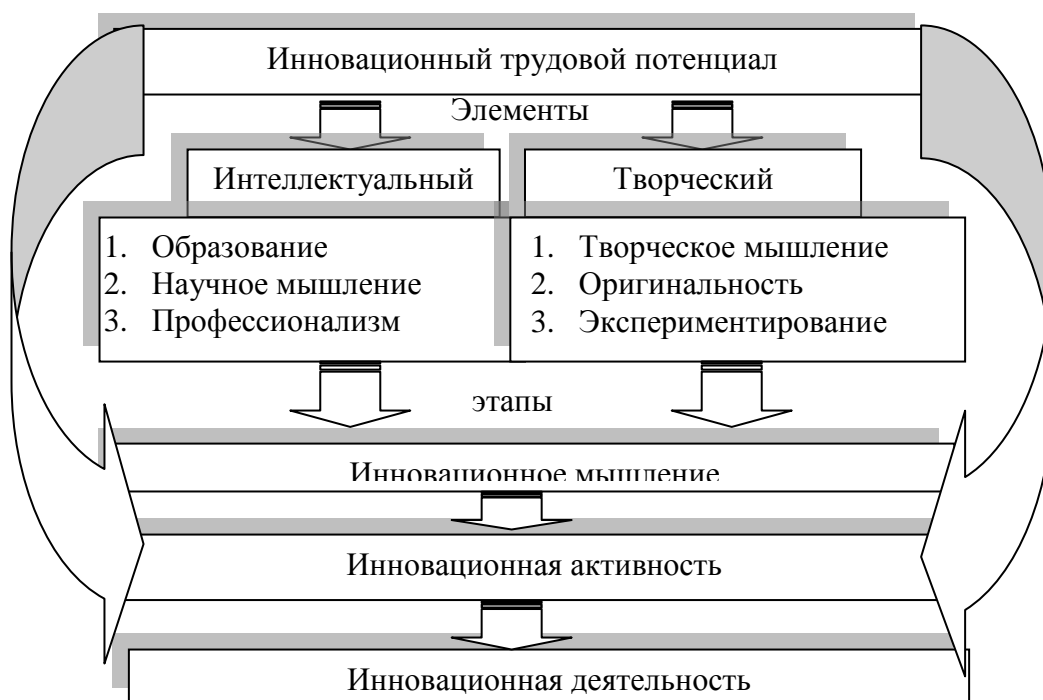 Инновационный трудовой потенциал
Элементы
Интеллектуальный
Творческий
1. Образование
2. Научное мышление
3. Профессионализм
1. Творческое мышление
2. Оригинальность
3. Экспериментирование
этапы
Инновационное мышление
Инновационная активность
Инновационная деятельность